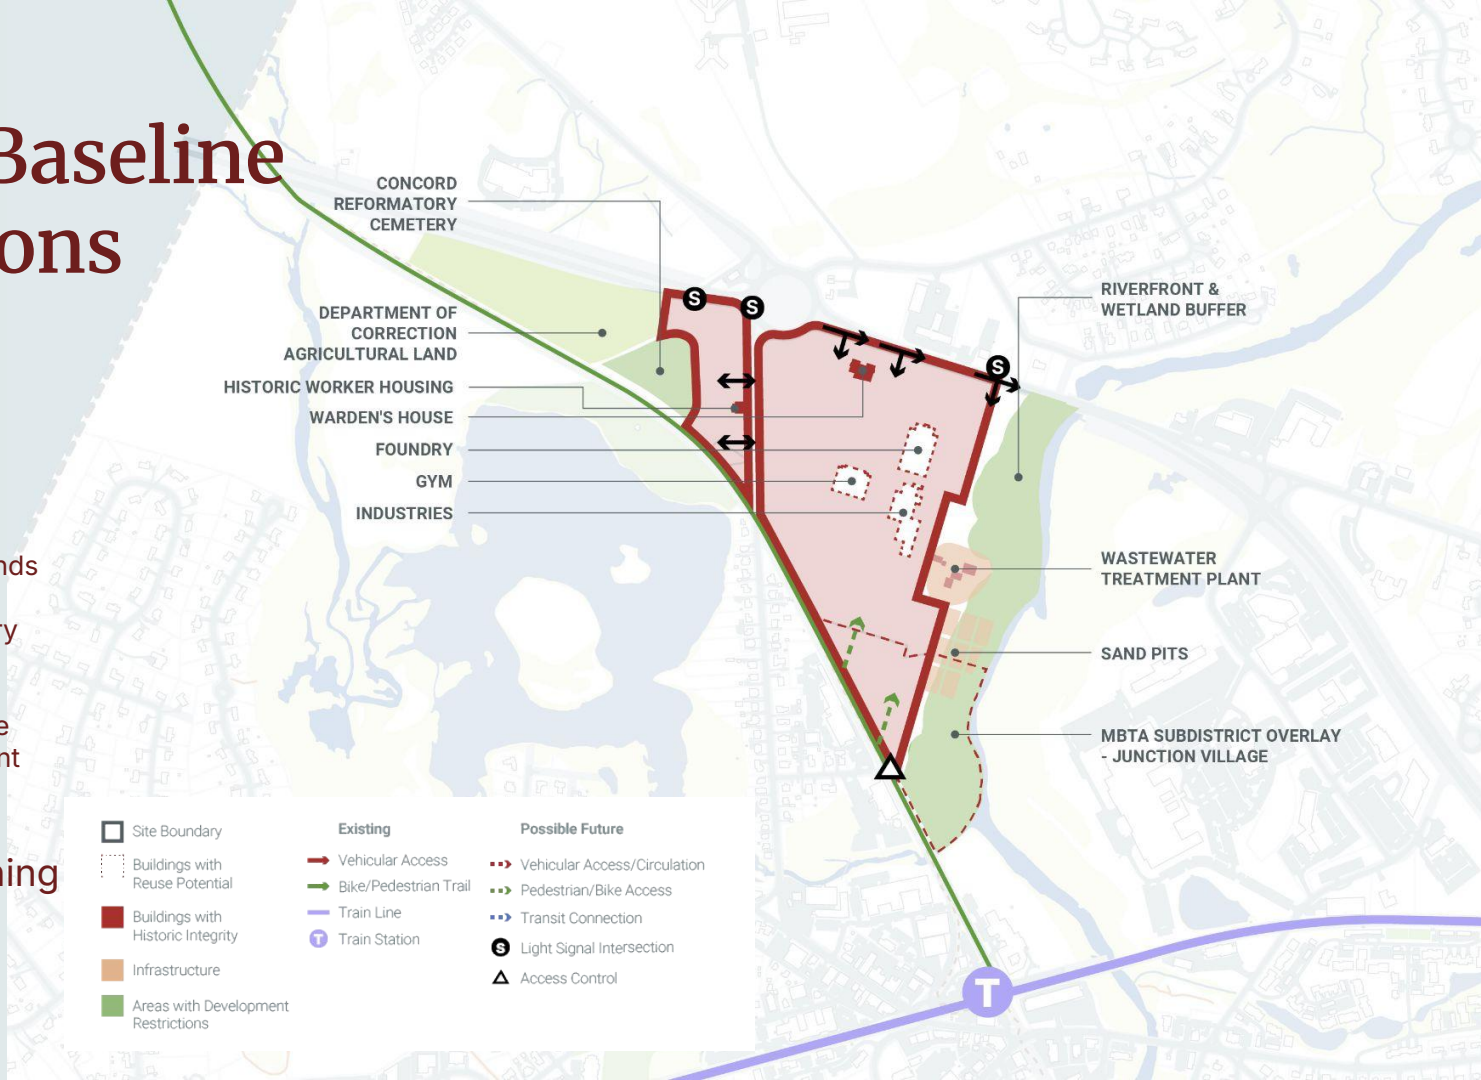 Baseline
ons
nds
ry
e
nt
ning
CONCORD
REFORMATORY
CEMETERY
DEPARTMENT OF
CORRECTION
AGRICULTURAL LAND
HISTORIC WORKER HOUSING
WARDEN'S HOUSE
FOUNDRY
GYM
INDUSTRIES
S
S
S
RIVERFRONT &
WETLAND BUFFER
WASTEWATER
TREATMENT PLANT
SAND PITS
MBTA SUBDISTRICT OVERLAY
- JUNCTION VILLAGE
Site Boundary
Buildings with
Reuse Potential
Buildings with
Historic Integrity
Infrastructure
Areas with Development
Restrictions
Existing
Vehicular Access
Bike/Pedestrian Trail
Train Line
T
Train Station
Possible Future
Vehicular Access/Circulation
Pedestrian/Bike Access
Transit Connection
S
Light Signal Intersection
Access Control
T